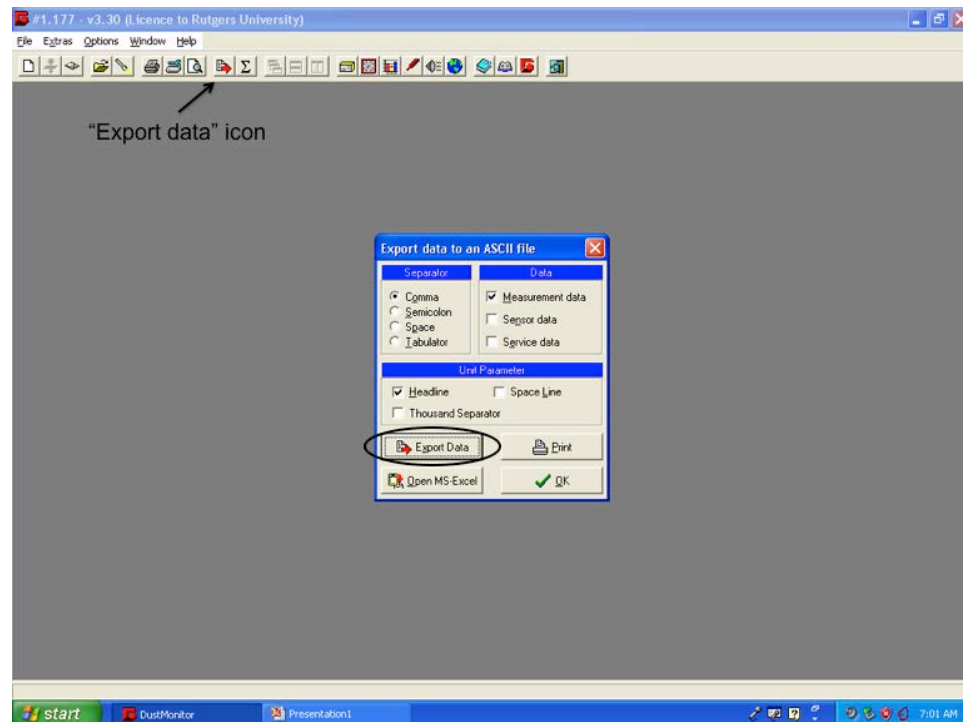 #1.177 - v3.30 (Licence to Rutgers University)
File Extras Options Window Help
“Export data” icon
Export data to an ASCII file
Separator
Data
Comma
Semicolon
Space
Tabulator
Measurement data
Sensor data
Service data
Unit Parameter
Headline
Space Line
Thousand Separator
Export Data
Print
Open MS-Excel
OK
start
DustMonitor
Presentation1
7:01 AM